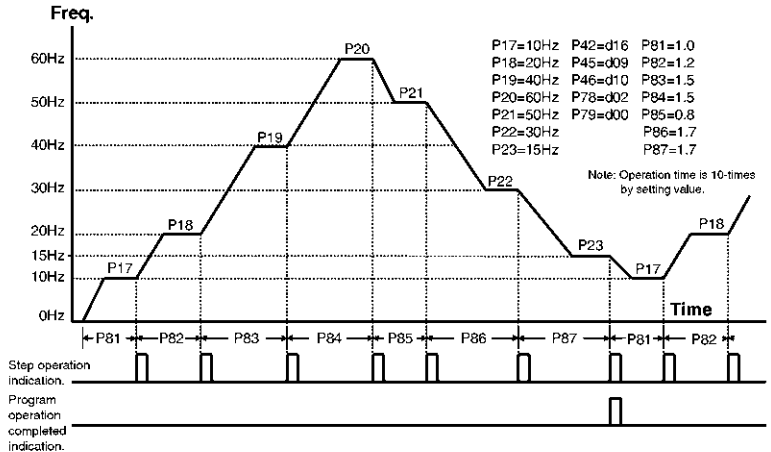 Freq.
P17=10Hz P42=d16 P81=1.0
P18=20Hz P45=d09 P82=1.2
P19=40Hz P46=d10 P83=1.5
P20=60Hz P78=d02 P84=1.5
P21=50Hz P79=d00 P85=0.8
P22=30Hz P86=1.7
P23=15Hz P87=1.7
Note: Operation time is 10-times
by setting value.
60Hz
50Hz
40Hz
30Hz
20Hz
15Hz
10Hz
0Hz
P17
P18
P19
P20
P21
P22
P23
P17
P18
Time
P81 P82 P83 P84 P85 P86 P87 P81 P82
Step operation
indication.
Program
operation
completed
indication.